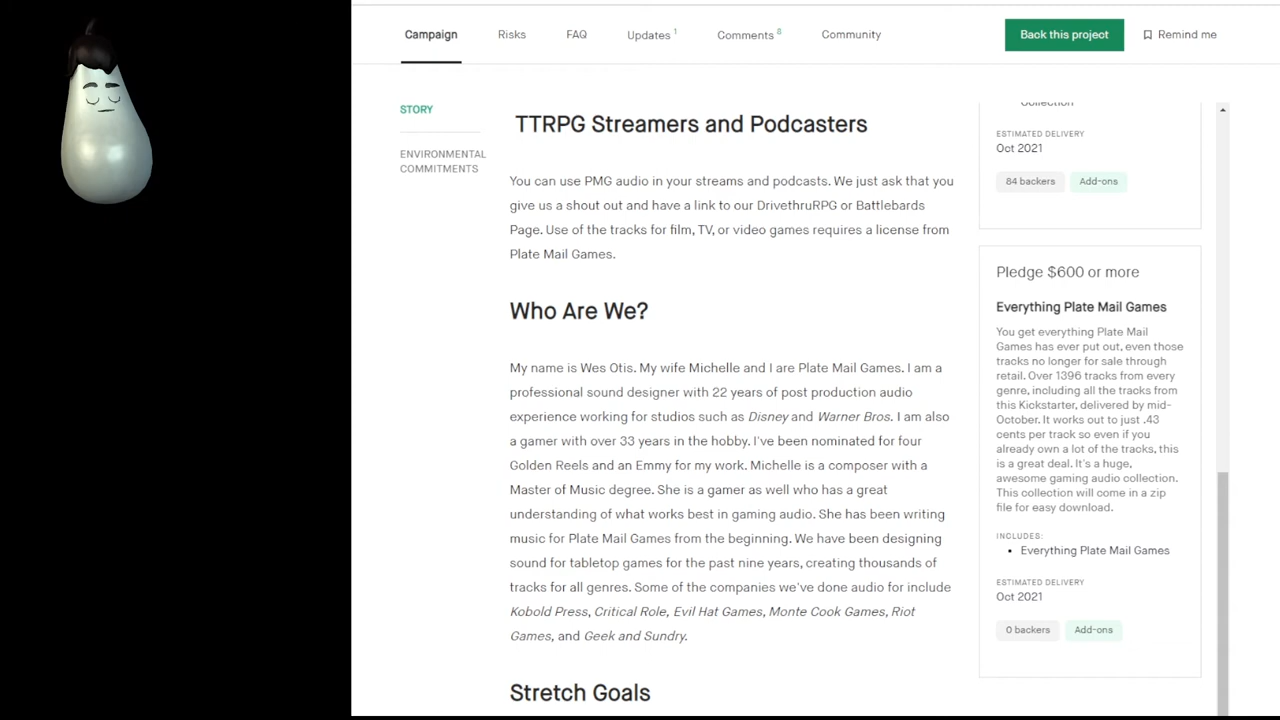 Campaign
Risks
FAQ
Updates 1
Comments 8
Community
Back this project
Remind me
STORY
ENVIRONMENTAL
COMMITMENTS
TTRPG Streamers and Podcasters
You can use PMG audio in your streams and podcasts. We just ask that you
give us a shout out and have a link to our DrivethruRPG or Battlebards
Page. Use of the tracks for film, TV, or video games requires a license from
Plate Mail Games.
Who Are We?
My name is Wes Otis. My wife Michelle and I are Plate Mail Games. I am a
professional sound designer with 22 years of post production audio
experience working for studios such as Disney and Warner Bros. I am also
a gamer with over 33 years in the hobby. I've been nominated for four
Golden Reels and an Emmy for my work. Michelle is a composer with a
Master of Music degree. She is a gamer as well who has a great
understanding of what works best in gaming audio. She has been writing
music for Plate Mail Games from the beginning. We have been designing
sound for tabletop games for the past nine years, creating thousands of
tracks for all genres. Some of the companies we've done audio for include
Kobold Press, Critical Role, Evil Hat Games, Monte Cook Games, Riot
Games, and Geek and Sundry.
Stretch Goals
Collection
ESTIMATED DELIVERY
Oct 2021
84 backers
Add-ons
Pledge $600 or more
Everything Plate Mail Games
You get everything Plate Mail
Games has ever put out, even those
tracks no longer for sale through
retail. Over 1396 tracks from every
genre, including all the tracks from
this Kickstarter, delivered by mid-
October. It works out to just .43
cents per track so even if you
already own a lot of the tracks, this
is a great deal. It's a huge,
awesome gaming audio collection.
This collection will come in a zip
file for easy download.
INCLUDES:
• Everything Plate Mail Games
ESTIMATED DELIVERY
Oct 2021
0 backers
Add-ons